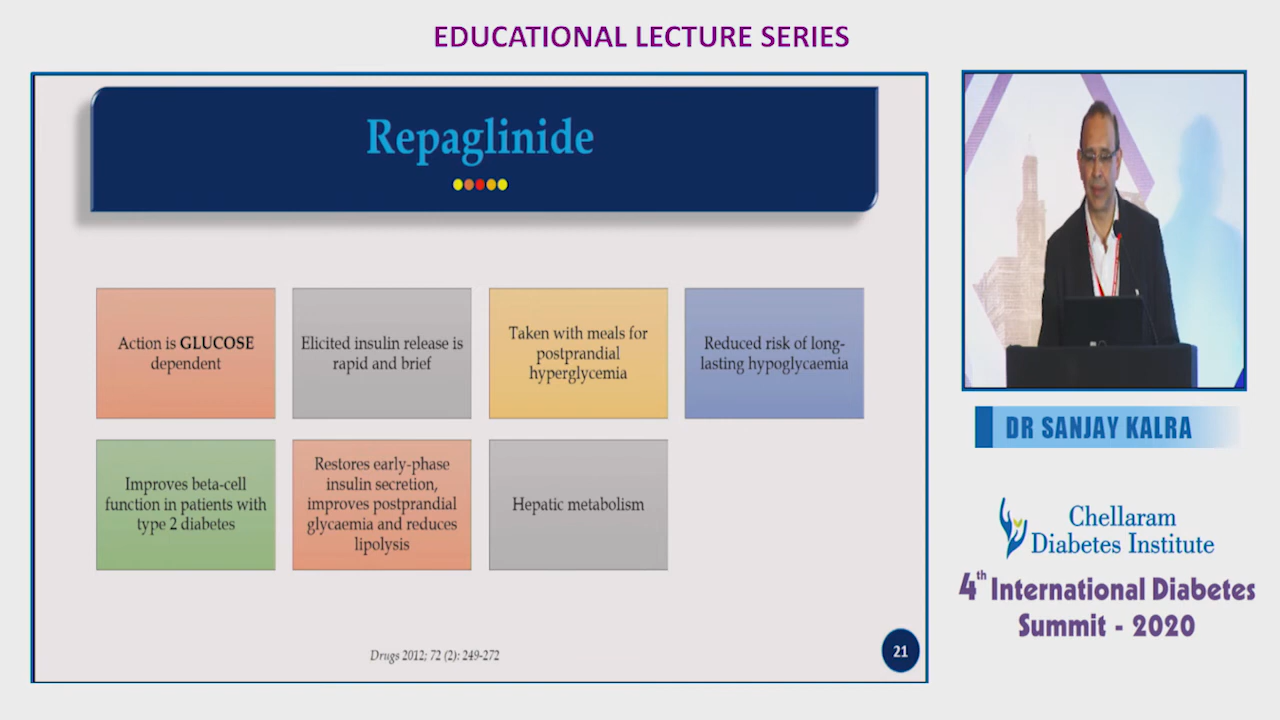 EDUCATIONAL LECTURE SERIES
Repaglinide
Action is GLUCOSE
dependent
Elicited insulin release is
rapid and brief
Taken with meals for
postprandial
hyperglycemia
Reduced risk of long-
lasting hypoglycaemia
Improves beta-cell
function in patients with
type 2 diabetes
Restores early-phase
insulin secretion,
improves postprandial
glycaemia and reduces
lipolysis
Hepatic metabolism
Drugs 2012; 72 (2): 249-272
21
DR SANJAY KALRA
Chellaram
Diabetes Institute
4th International Diabetes
Summit - 2020